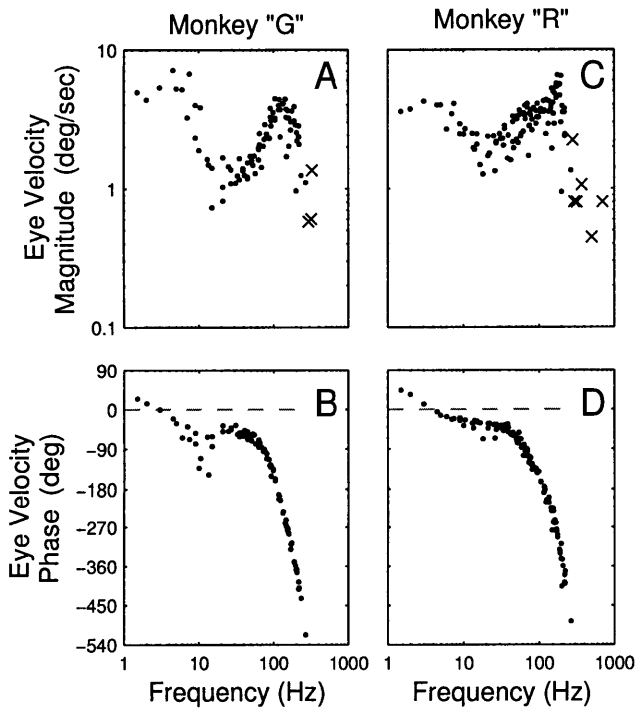 Monkey "G"
Monkey "R"
Eye Velocity
Magnitude (deg/sec)
10
1
0.1
A
C
Eye Velocity
Phase (deg)
90
0
-90
-180
-270
-360
-450
-540
B
D
1
10
100
1000
1
10
100
1000
Frequency (Hz)
Frequency (Hz)